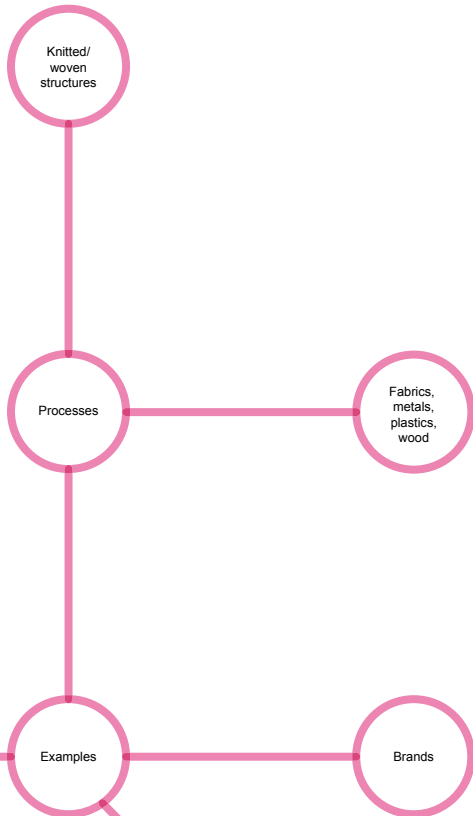 Knitted/
woven
structures
Processes
Fabrics,
metals,
plastics,
wood
Examples
Brands